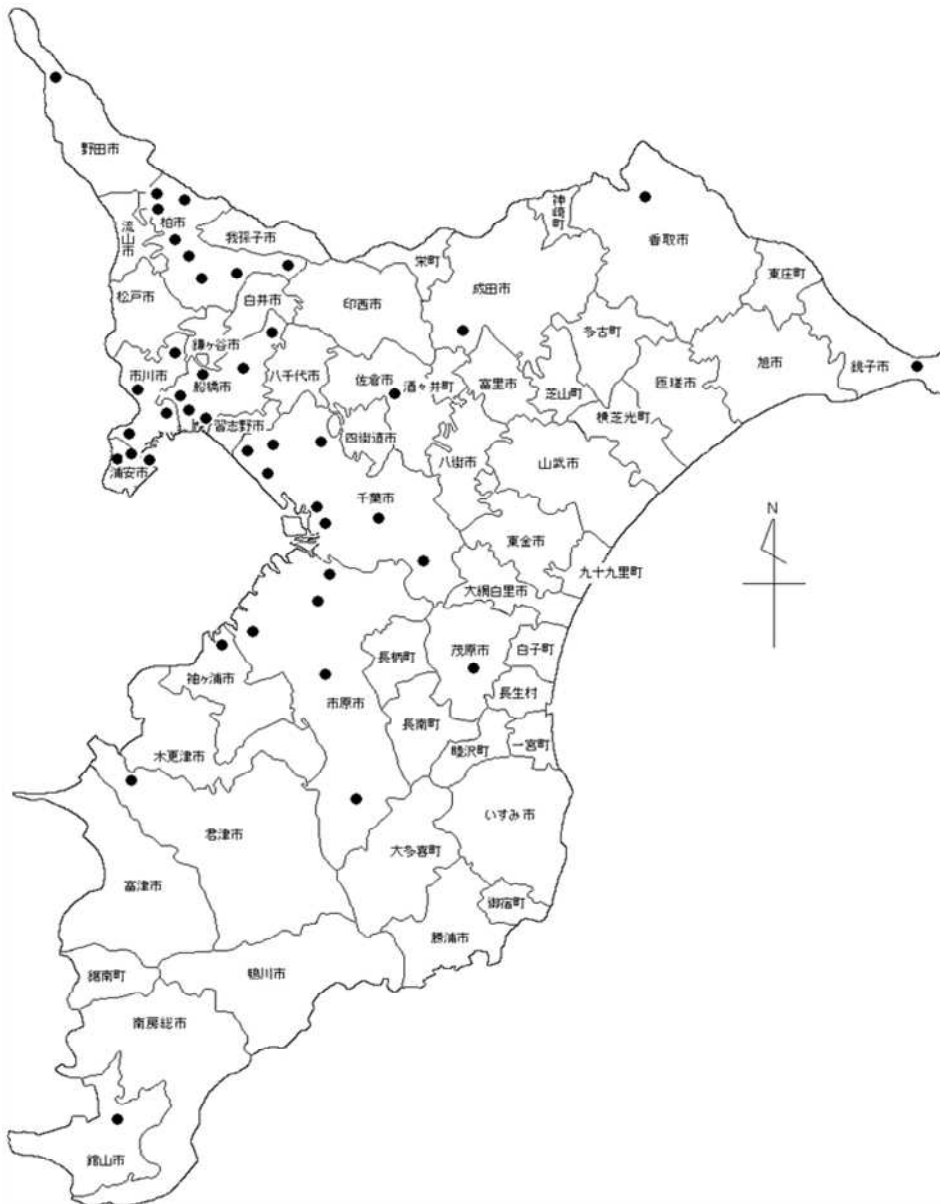 野田市
流山市
柏市
我孫子市
神崎町
香取市
栄町
成田市
東庄町
松戸市
白井市
印西市
多古町
鎌ヶ谷市
市川市
船橋市
八千代市
佐倉市
酒々井町
富里市
芝山町
匝瑳市
旭市
銚子市
横芝光町
習志野市
四街道市
八街市
山武市
浦安市
千葉市
東金市
九十九里町
大網白里市
N
袖ヶ浦市
市原市
長柄町
茂原市
白子町
長南町
長生村
睦沢町
一宮町
木更津市
君津市
いすみ市
大多喜町
富津市
御宿町
勝浦市
鋸南町
鴨川市
南房総市
館山市